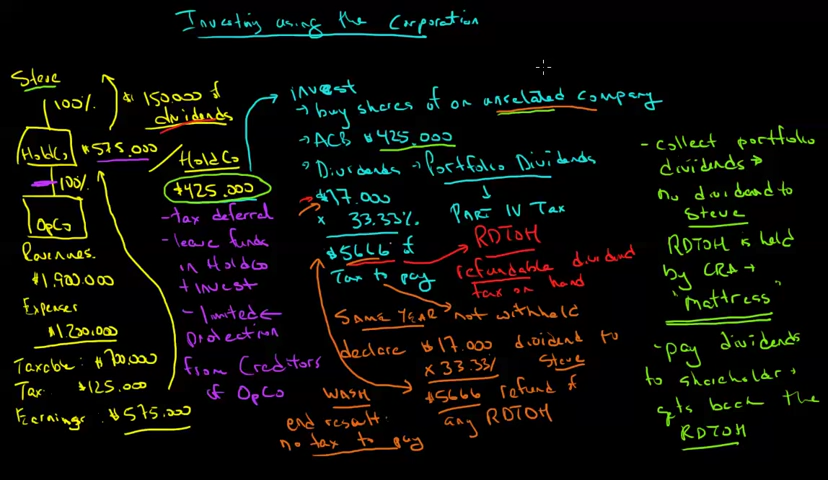 Investing using the Corporation
Steve
100%
$150.000 of
dividends
HoldCo
$575.000
100%
OpCo
Revenues
$1,900.000
Expenses
$1,200.000
Taxable: $700.000
Tax: $125.000
Earnings: $575.000
HoldCo
$425.000
-tax deferral
-leave funds
in HoldCo
+ invest
- limited
protection
from Creditors
of OpCo
invest
→ buy shares of an unrelated company
→ ACB $425.000
→ Dividends → Portfolio Dividends
$17.000
x 33.33%
$5666 of
Tax to pay
PART IV Tax
RDTOH
refundable dividend
tax on hand
SAME YEAR
not withheld
declare $17.000 dividend to
Steve
x 33.33%
$5666 refund of
any RDTOH
WASH
end result:
no tax to pay
- collect portfolio
dividends →
no dividend to
Steve
RDTOH is held
by CRA →
"Mattress"
- pay dividends
to shareholder,
gets back the
RDTOH